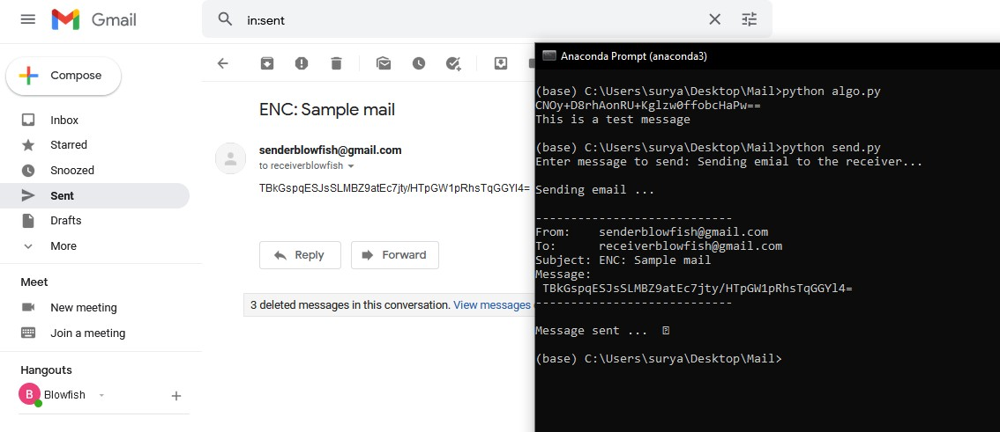 Gmail
in:sent
Compose
Inbox
Starred
Snoozed
Sent
Drafts
More
Meet
New meeting
Join a meeting
Hangouts
B Blowfish
ENC: Sample mail
senderblowfish@gmail.com
to receiverblowfish
TBkGspqESJsSLMBZ9atEc7jty/HTpGW1pRhsTqGGYl4=
Reply
Forward
3 deleted messages in this conversation. View messages
Anaconda Prompt (anaconda3)
(base) C:\Users\surya\Desktop\Mail>python algo.py
CNOy+D8rhAonRU+Kglzw0ffobcHaPw==
This is a test message
(base) C:\Users\surya\Desktop\Mail>python send.py
Enter message to send: Sending emial to the receiver...
Sending email ...
---------------------------
From: senderblowfish@gmail.com
To: receiverblowfish@gmail.com
Subject: ENC: Sample mail
Message:
TBkGspqESJsSLMBZ9atEc7jty/HTpGW1pRhsTqGGYl4=
---------------------------
Message sent ...
(base) C:\Users\surya\Desktop\Mail>